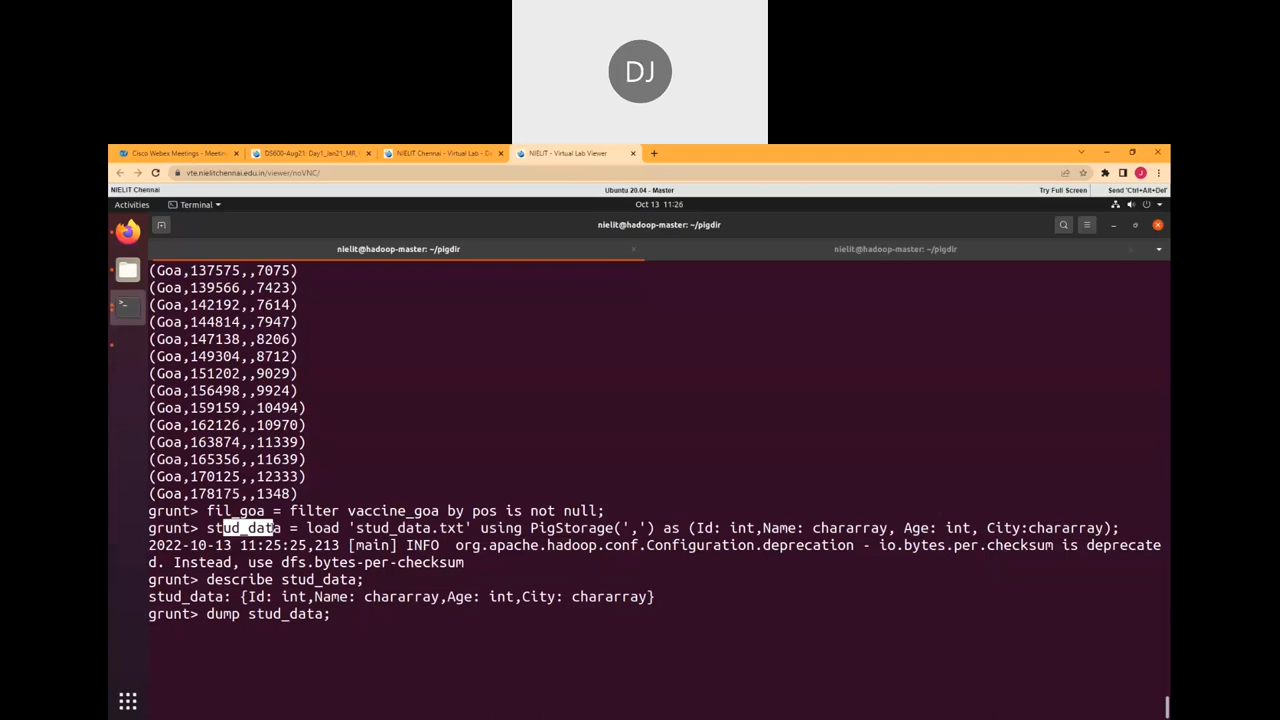 DJ
Cisco Webex Meetings - Meetin
DS600-Aug21: Day1_Jan21_MR_
NIELIT Chennai - Virtual Lab - D
NIELIT - Virtual Lab Viewer
vte.nielitchennai.edu.in/viewer/noVNC/
NIELIT Chennai
Ubuntu 20.04 - Master
Try Full Screen
Send 'Ctrl+Alt+Del'
Activities
Terminal
Oct 13 11:26
nielit@hadoop-master: ~/pigdir
nielit@hadoop-master: ~/pigdir
nielit@hadoop-master: ~/pigdir
(Goa,137575,,7075)
(Goa,139566,,7423)
(Goa,142192,,7614)
(Goa,144814,,7947)
(Goa,147138,,8206)
(Goa,149304,,8712)
(Goa,151202,,9029)
(Goa,156498,,9924)
(Goa,159159,,10494)
(Goa,162126,,10970)
(Goa,163874,,11339)
(Goa,165356,,11639)
(Goa,170125,,12333)
(Goa,178175,,1348)
grunt> fil_goa = filter vaccine_goa by pos is not null;
grunt> stud_data = load 'stud_data.txt' using PigStorage(',') as (Id: int,Name: chararray, Age: int, City:chararray);
2022-10-13 11:25:25,213 [main] INFO  org.apache.hadoop.conf.Configuration.deprecation - io.bytes.per.checksum is deprecate
d. Instead, use dfs.bytes-per-checksum
grunt> describe stud_data;
stud_data: {Id: int,Name: chararray,Age: int,City: chararray}
grunt> dump stud_data;